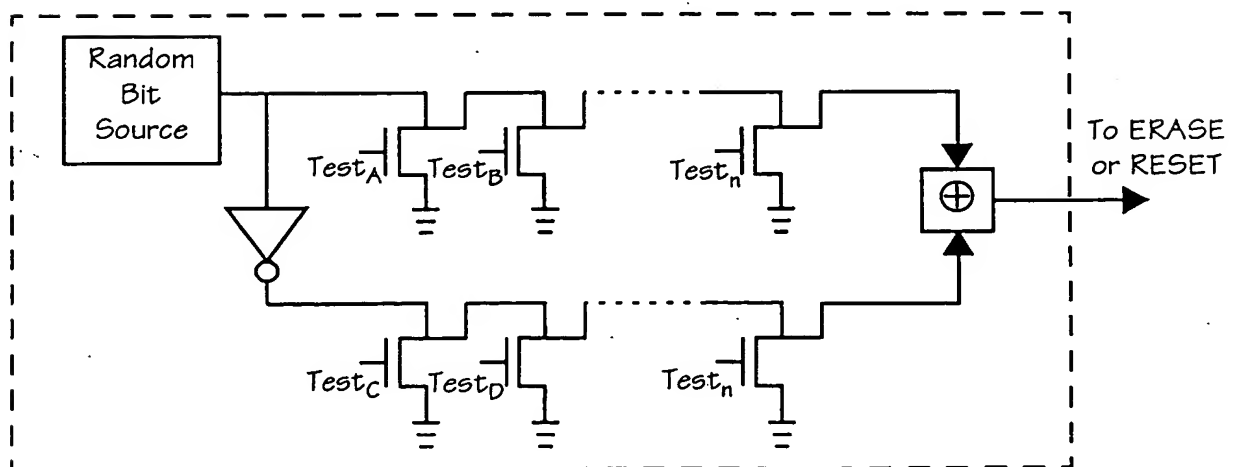 Random
Bit
Source
To ERASE
or RESET
Test_A
Test_B
Test_n
Test_C
Test_D
Test_n